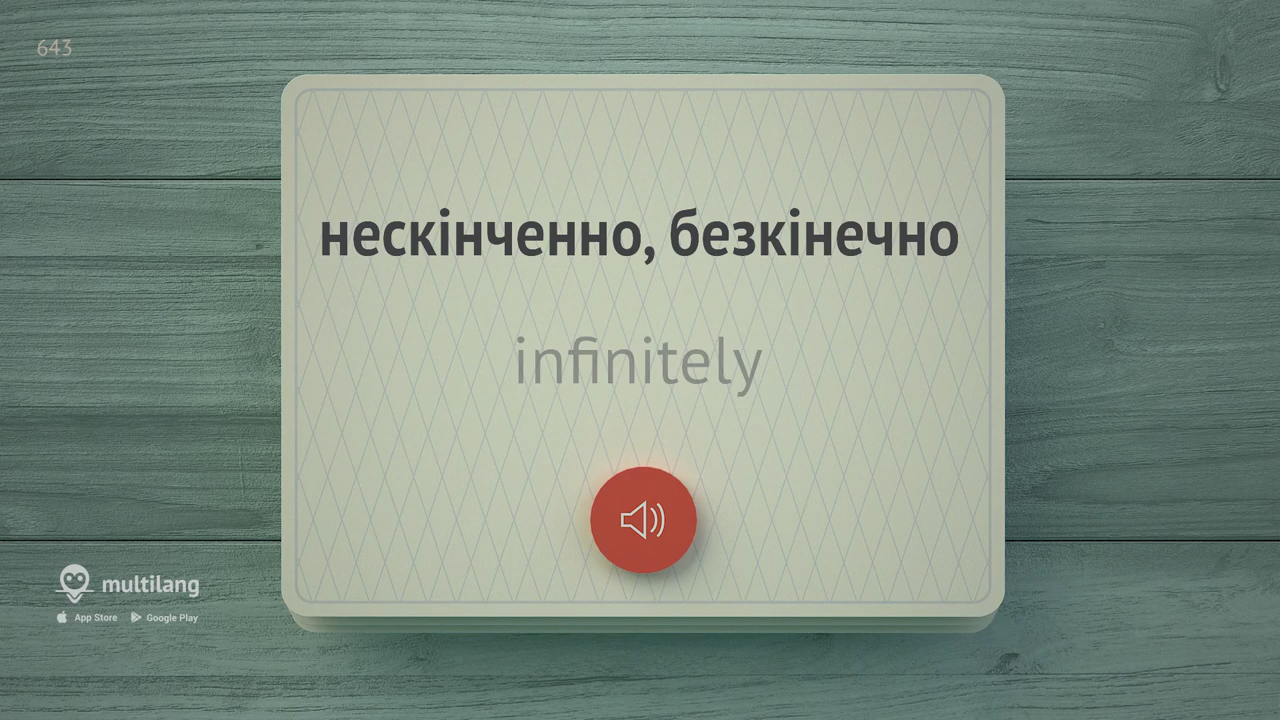 643
нескінченно, безкінечно
infinitely
multilang
App Store Google Play